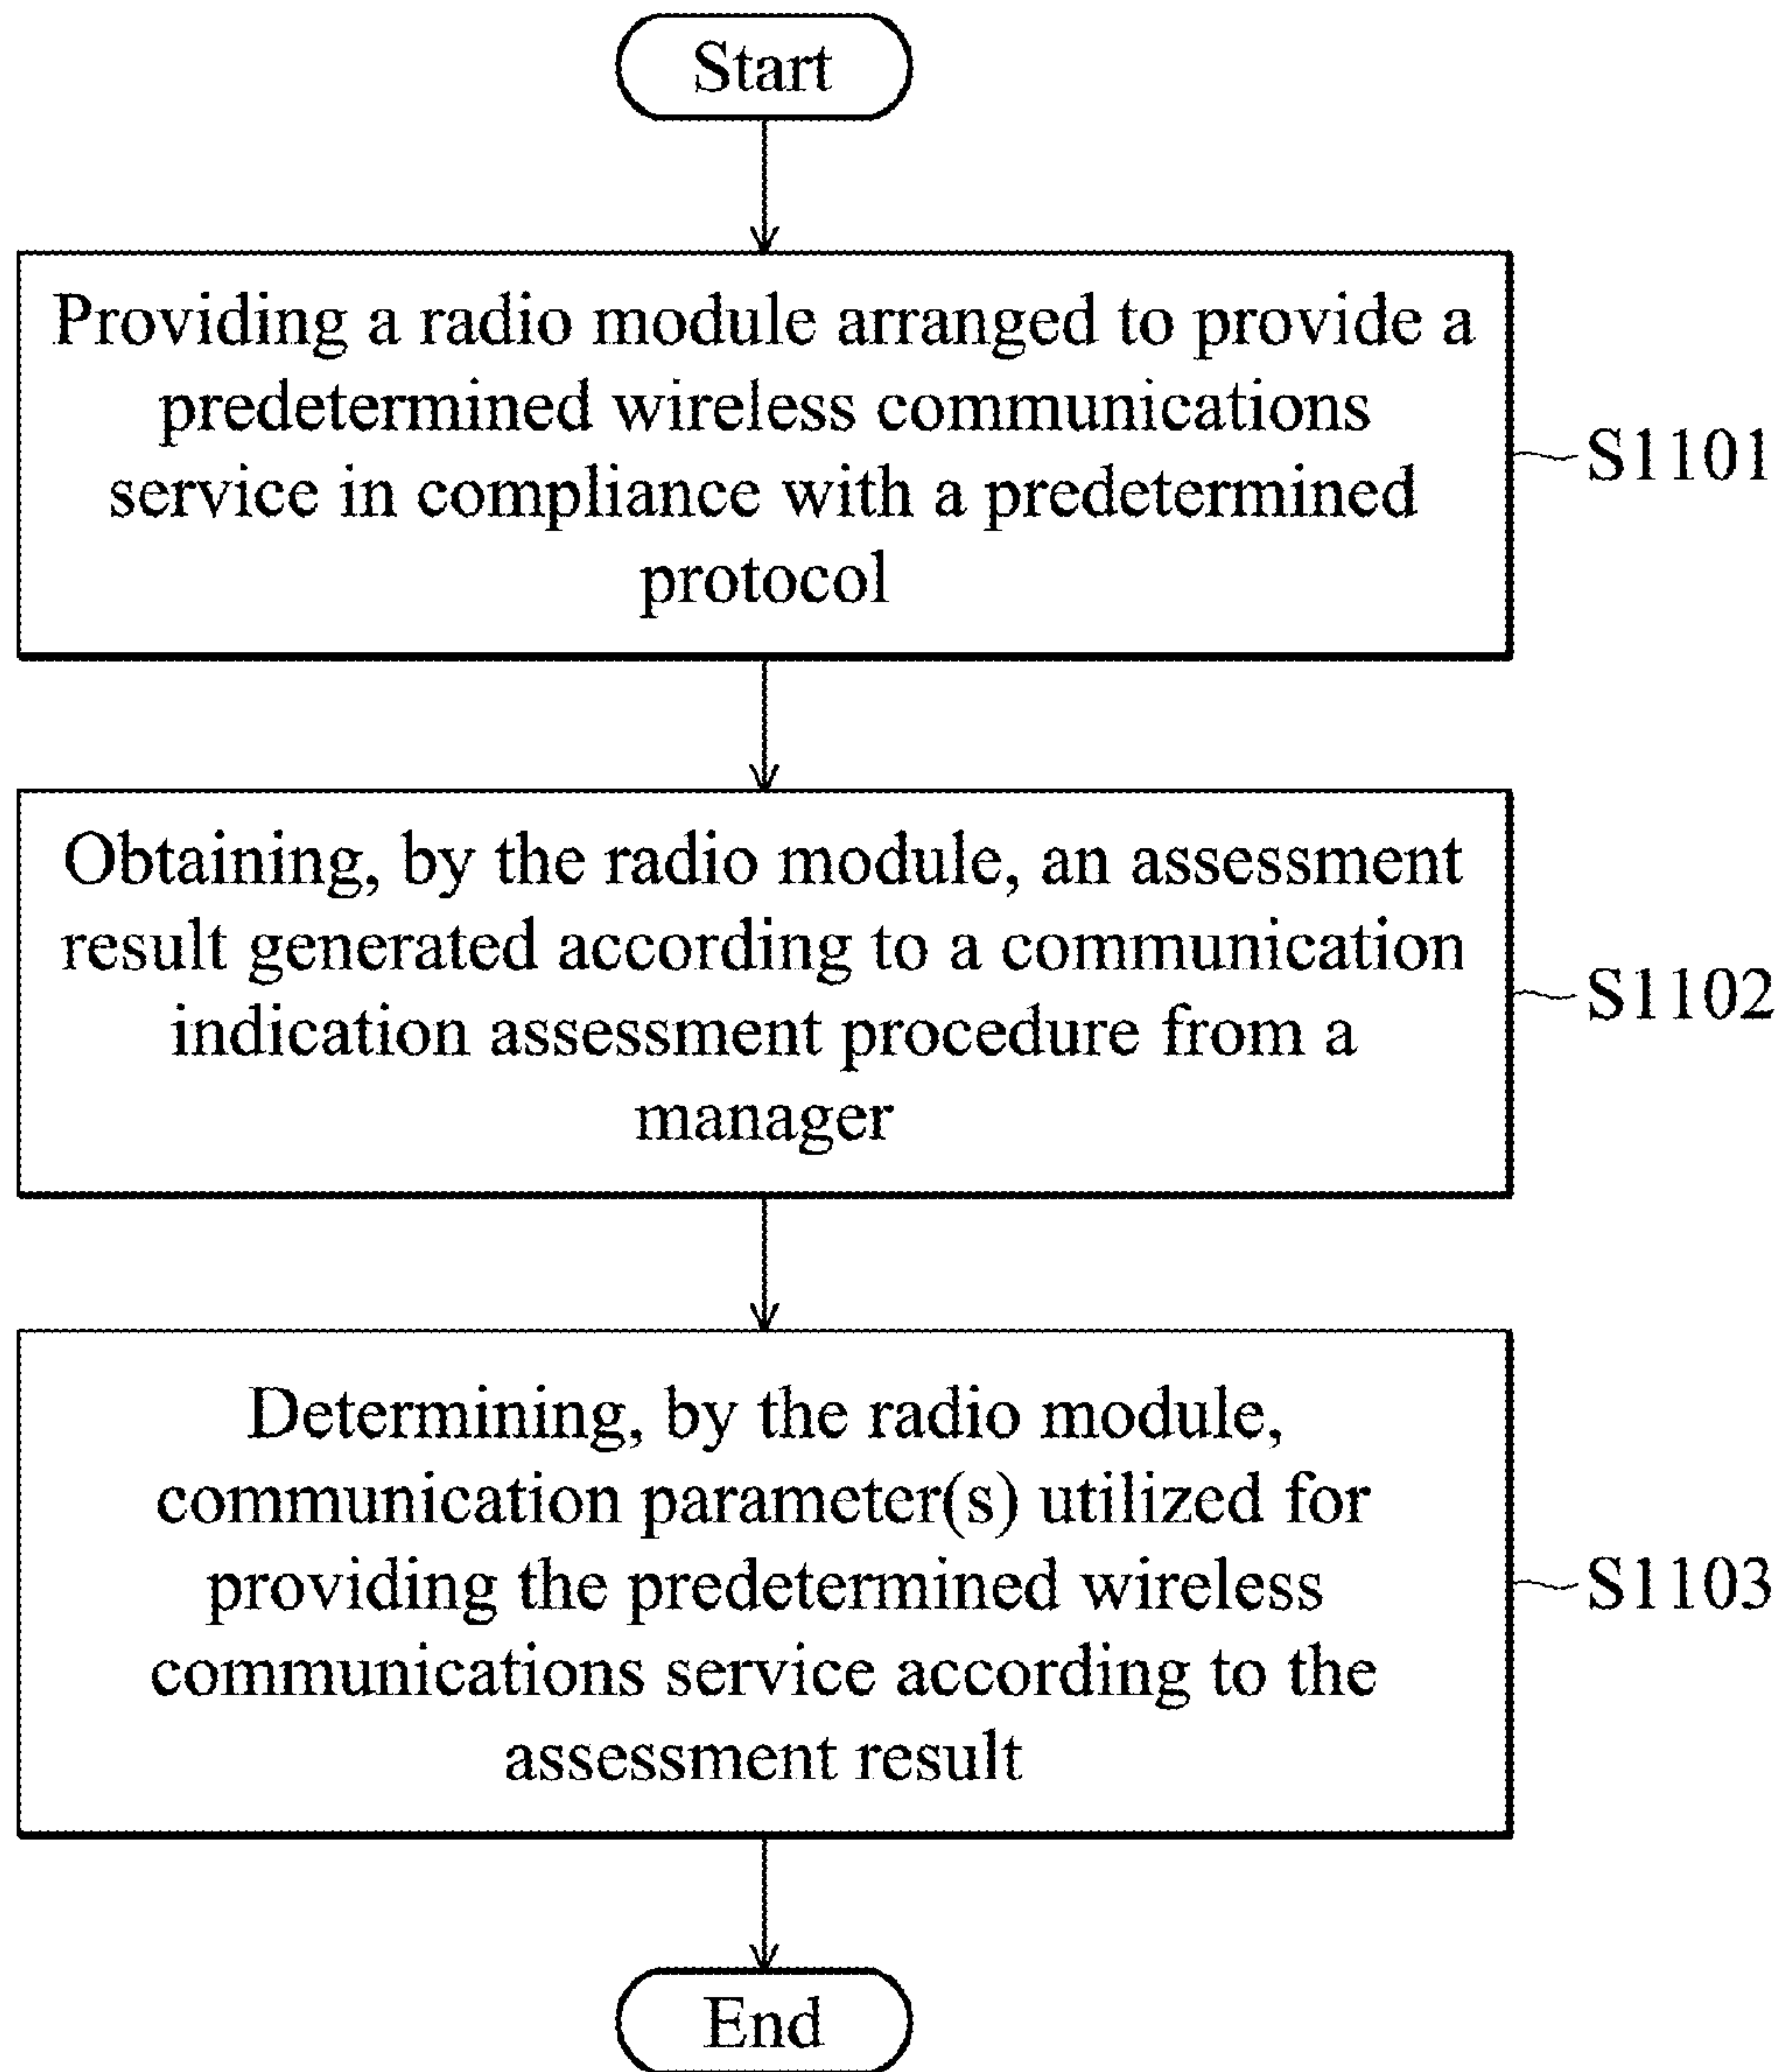 Start
Providing a radio module arranged to provide a
predetermined wireless communications
service in compliance with a predetermined
protocol
S1101
Obtaining, by the radio module, an assessment
result generated according to a communication
indication assessment procedure from a
manager
S1102
Determining, by the radio module,
communication parameter(s) utilized for
providing the predetermined wireless
communications service according to the
assessment result
S1103
End